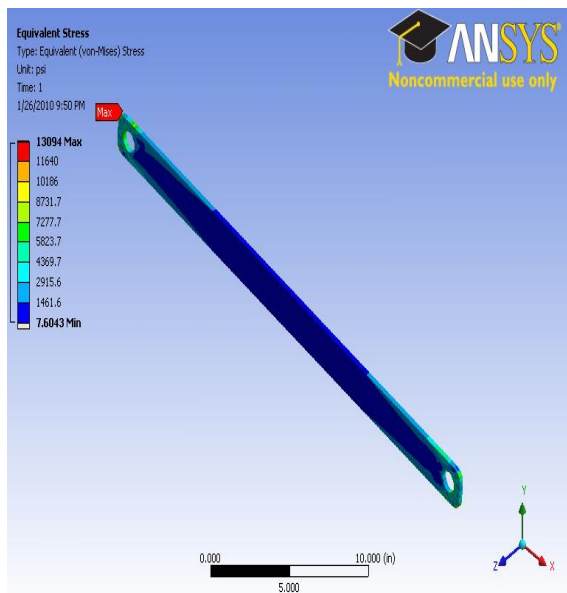 Equivalent Stress
Type: Equivalent (von-Mises) Stress
Unit: psi
Time: 1
1/26/2010 9:50 PM
ANSYS
Noncommercial use only
Max
13094 Max
11640
10186
8731.7
7277.7
5823.7
4369.7
2915.6
1461.6
7.6043 Min
0.000
10.000 (in)
5.000
Y
Z
X